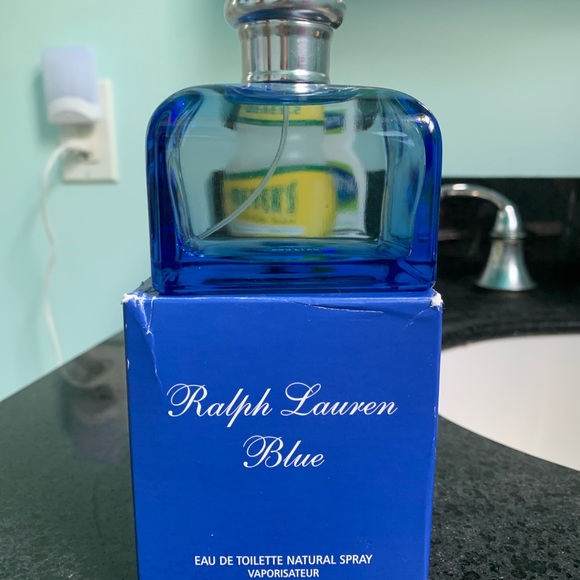 Ralph Lauren
Blue
EAU DE TOILETTE NATURAL SPRAY
VAPORISATEUR